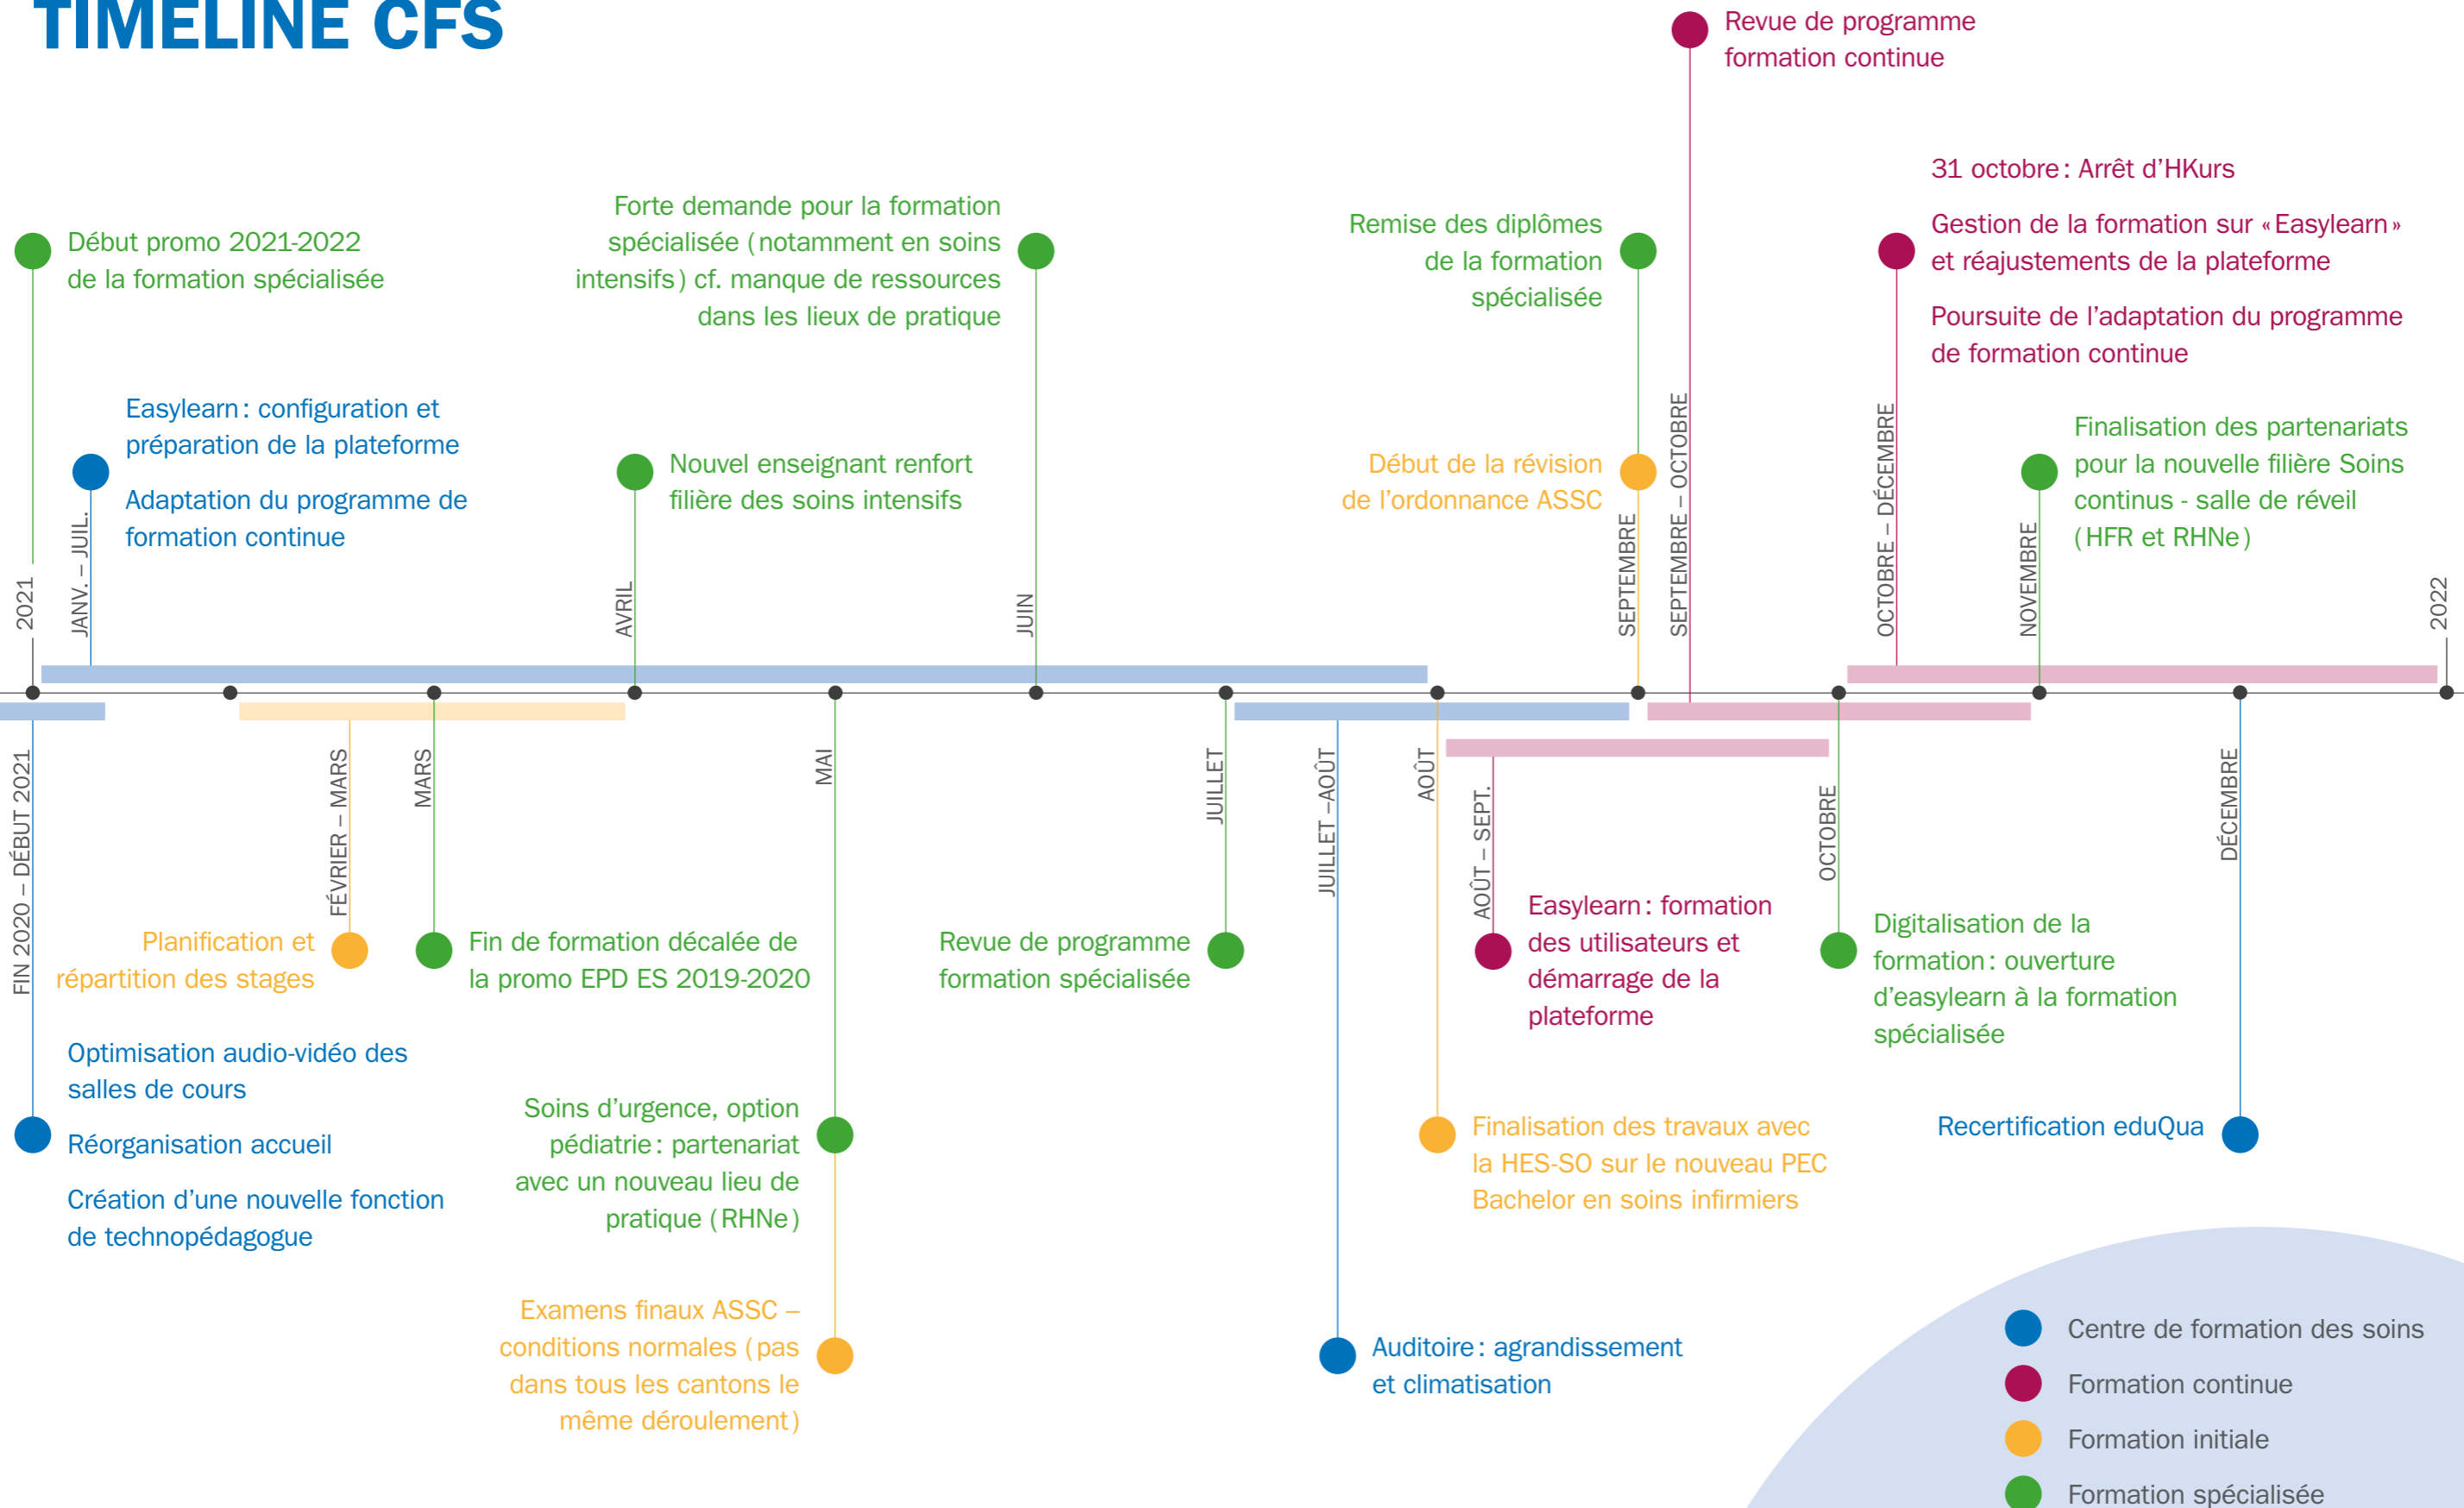 TIMELINE CFS
Revue de programme
formation continue
31 octobre : Arrêt d’HKurs
Gestion de la formation sur « Easylearn »
et réajustements de la plateforme
Poursuite de l’adaptation du programme
de formation continue
Début promo 2021-2022
de la formation spécialisée
Forte demande pour la formation
spécialisée (notamment en soins
intensifs) cf. manque de ressources
dans les lieux de pratique
Remise des diplômes
de la formation
spécialisée
Easylearn : configuration et
préparation de la plateforme
Adaptation du programme de
formation continue
Nouvel enseignant renfort
filière des soins intensifs
Début de la révision
de l’ordonnance ASSC
Finalisation des partenariats
pour la nouvelle filière Soins
continus - salle de réveil
(HFR et RHNe)
2021
JANV. – JUIL.
AVRIL
JUIN
SEPTEMBRE
SEPTEMBRE – OCTOBRE
OCTOBRE – DÉCEMBRE
NOVEMBRE
2022
FIN 2020 – DÉBUT 2021
FÉVRIER – MARS
MARS
MAI
JUILLET
JUILLET –AOÛT
AOÛT
AOÛT – SEPT.
OCTOBRE
DÉCEMBRE
Planification et
répartition des stages
Fin de formation décalée de
la promo EPD ES 2019-2020
Revue de programme
formation spécialisée
Easylearn : formation
des utilisateurs et
démarrage de la
plateforme
Digitalisation de la
formation : ouverture
d’easylearn à la formation
spécialisée
Optimisation audio-vidéo des
salles de cours
Réorganisation accueil
Création d’une nouvelle fonction
de technopédagogue
Soins d’urgence, option
pédiatrie : partenariat
avec un nouveau lieu de
pratique (RHNe)
Finalisation des travaux avec
la HES-SO sur le nouveau PEC
Bachelor en soins infirmiers
Recertification eduQua
Examens finaux ASSC –
conditions normales (pas
dans tous les cantons le
même déroulement)
Auditoire : agrandissement
et climatisation
Centre de formation des soins
Formation continue
Formation initiale
Formation spécialisée